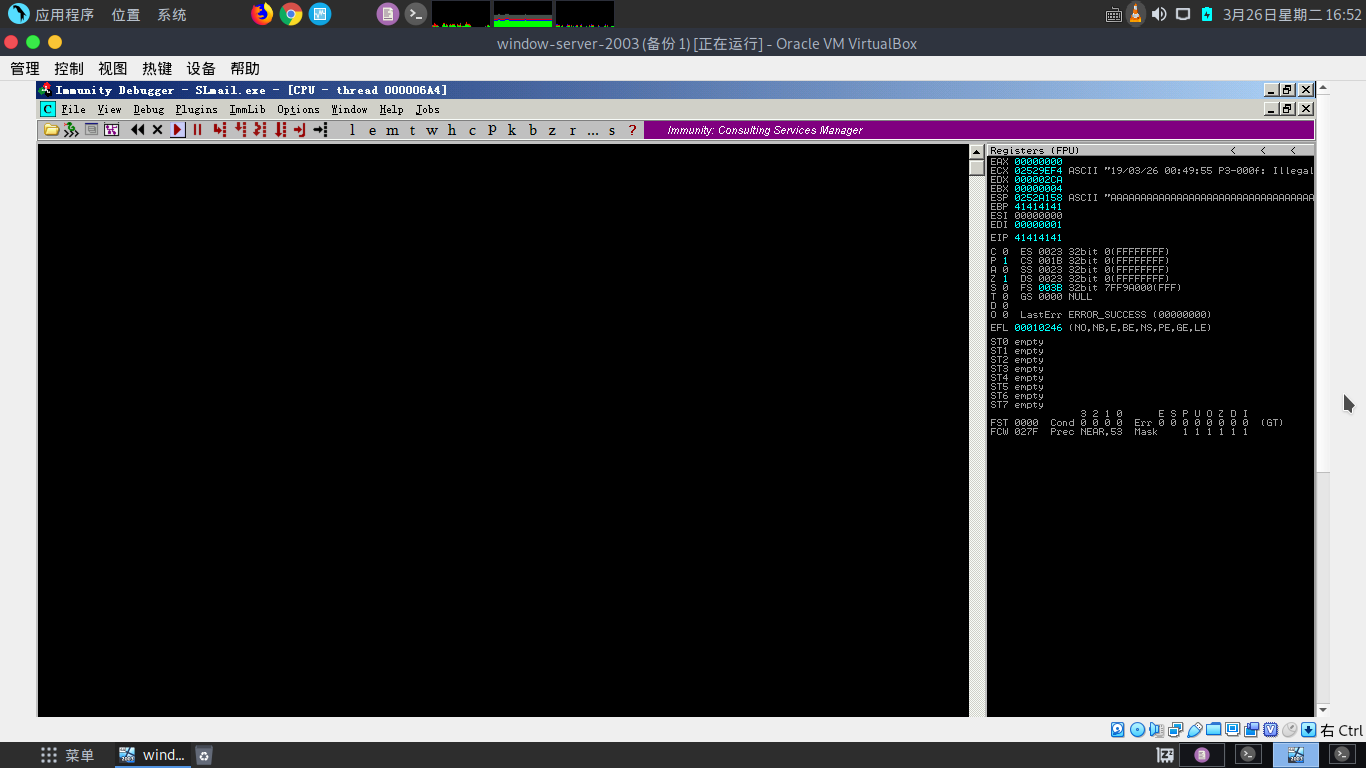 应用程序 位置 系统 3月26日星期二 16:52
window-server-2003 (备份 1) [正在运行] - Oracle VM VirtualBox
管理 控制 视图 热键 设备 帮助
Immunity Debugger - SLmail.exe - [CPU - thread 000006A4]
C File View Debug Plugins ImmLib Options Window Help Jobs
l e m t w h c p k b z r ... s ? Immunity: Consulting Services Manager
Registers (FPU) < < <
EAX 00000000
ECX 02529EF4 ASCII "19/03/26 00:49:55 P3-000f: Illegal
EDX 000002CA
EBX 00000004
ESP 0252A158 ASCII "AAAAAAAAAAAAAAAAAAAAAAAAAAAAAAAAAA
EBP 41414141
ESI 00000000
EDI 00000001
EIP 41414141
C 0 ES 0023 32bit 0(FFFFFFFF)
P 1 CS 001B 32bit 0(FFFFFFFF)
A 0 SS 0023 32bit 0(FFFFFFFF)
Z 1 DS 0023 32bit 0(FFFFFFFF)
S 0 FS 003B 32bit 7FF9A000(FFF)
T 0 GS 0000 NULL
D 0
O 0 LastErr ERROR_SUCCESS (00000000)
EFL 00010246 (NO,NB,E,BE,NS,PE,GE,LE)
ST0 empty
ST1 empty
ST2 empty
ST3 empty
ST4 empty
ST5 empty
ST6 empty
ST7 empty
3 2 1 0 E S P U O Z D I
FST 0000 Cond 0 0 0 0 Err 0 0 0 0 0 0 0 0 (GT)
FCW 027F Prec NEAR,53 Mask 1 1 1 1 1 1
右 Ctrl
菜单 wind...